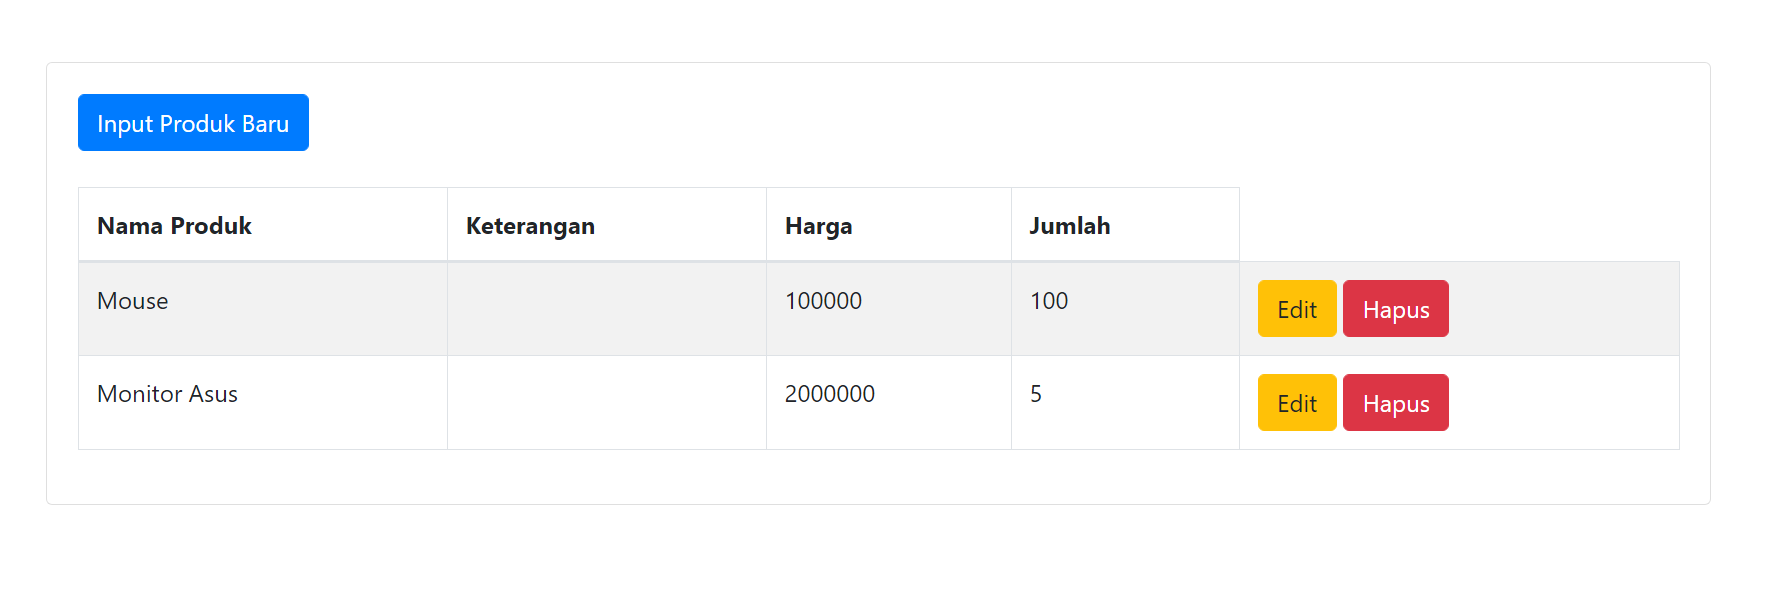 Input Produk Baru
Nama Produk Keterangan Harga Jumlah
Mouse 100000 100 Edit Hapus
Monitor Asus 2000000 5 Edit Hapus